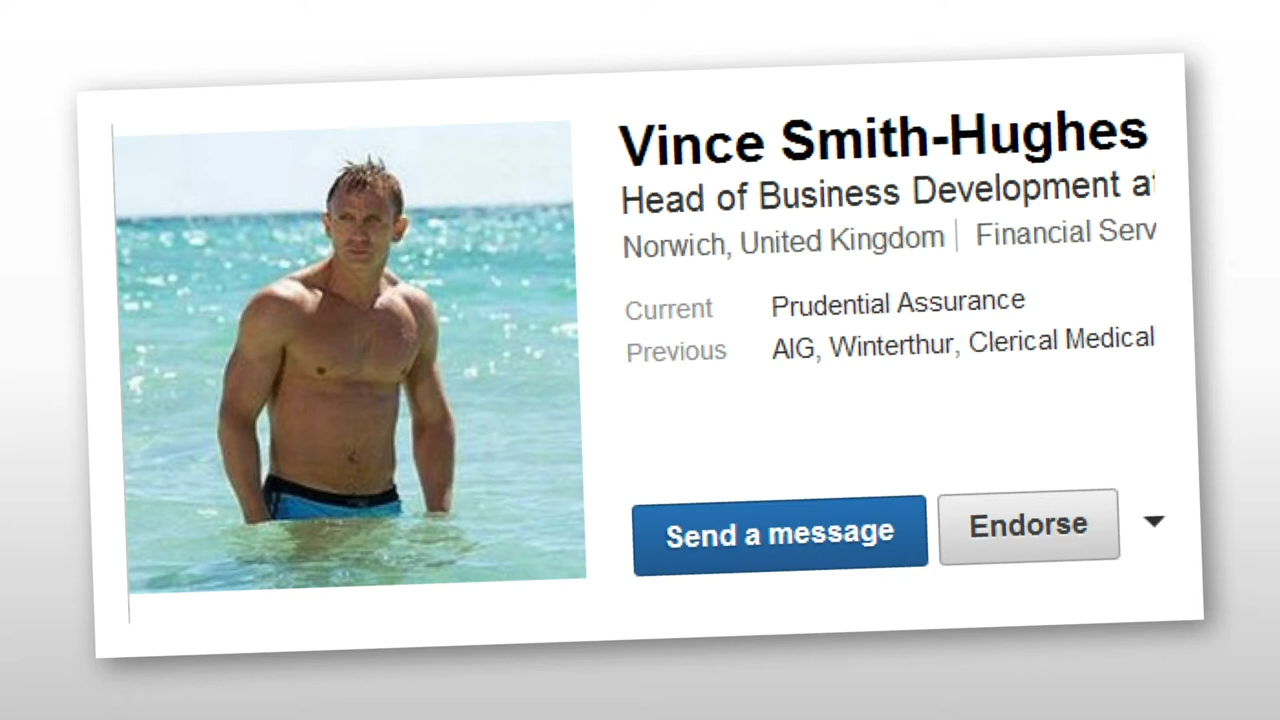 Vince Smith-Hughes
Head of Business Development at
Norwich, United Kingdom | Financial Serv
Current Prudential Assurance
Previous AIG, Winterthur, Clerical Medical
Send a message Endorse